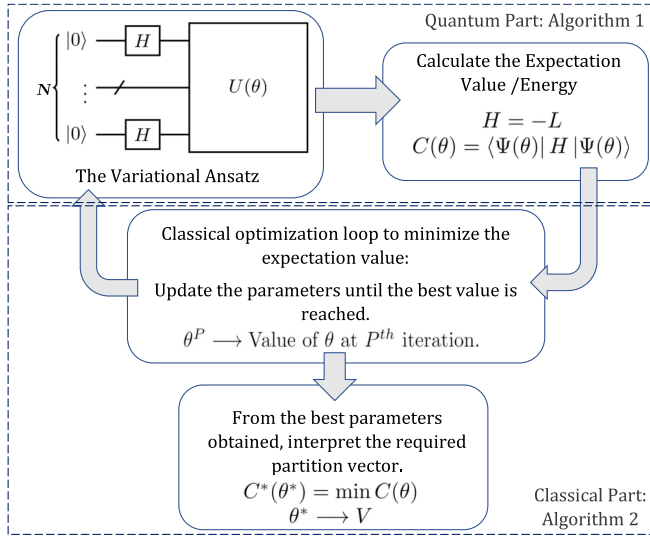 Quantum Part: Algorithm 1
N
|0⟩
H
⋮
|0⟩
H
U(θ)
The Variational Ansatz
Calculate the Expectation
Value /Energy
H = −L
C(θ) = ⟨Ψ(θ)| H |Ψ(θ)⟩
Classical optimization loop to minimize the
expectation value:
Update the parameters until the best value is
reached.
θ^P ⟶ Value of θ at P^{th} iteration.
From the best parameters
obtained, interpret the required
partition vector.
C*(θ*) = min C(θ)
θ* ⟶ V
Classical Part:
Algorithm 2